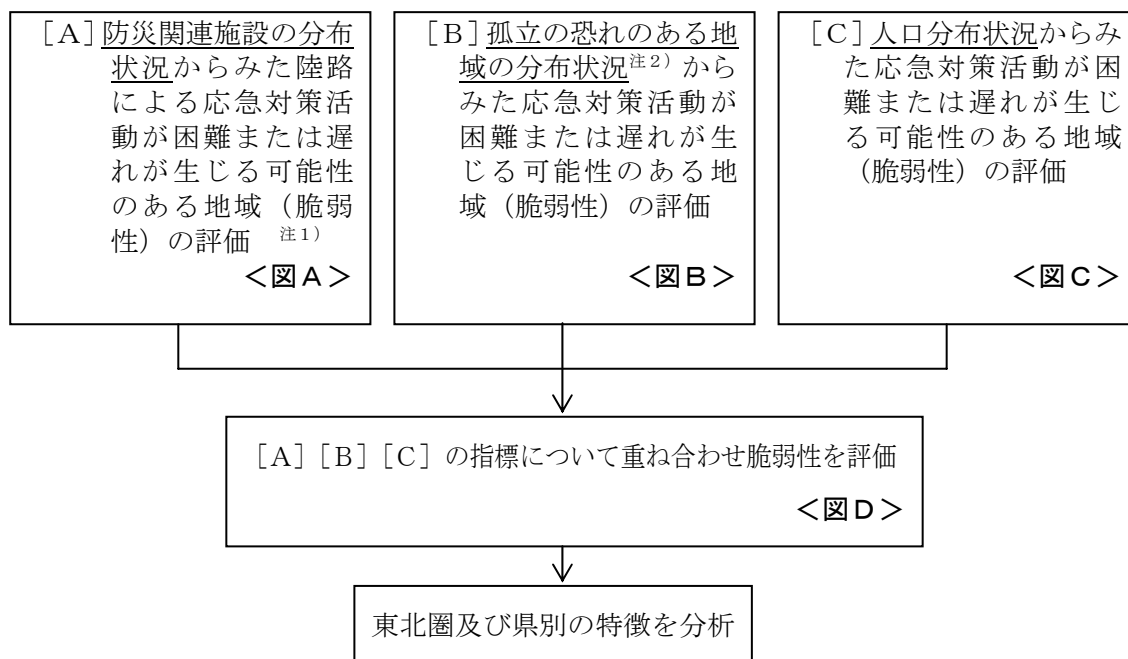 ［Ａ］防災関連施設の分布
状況からみた陸路
による応急対策活
動が困難または遅
れが生じる可能性
のある地域（脆弱
性）の評価 注１）
＜図Ａ＞
［Ｂ］孤立の恐れのある地
域の分布状況注２）から
みた応急対策活動が
困難または遅れが生
じる可能性のある地
域（脆弱性）の評価
＜図Ｂ＞
［Ｃ］人口分布状況からみ
た応急対策活動が困
難または遅れが生じ
る可能性のある地域
（脆弱性）の評価
＜図Ｃ＞
［Ａ］［Ｂ］［Ｃ］の指標について重ね合わせ脆弱性を評価
＜図Ｄ＞
東北圏及び県別の特徴を分析